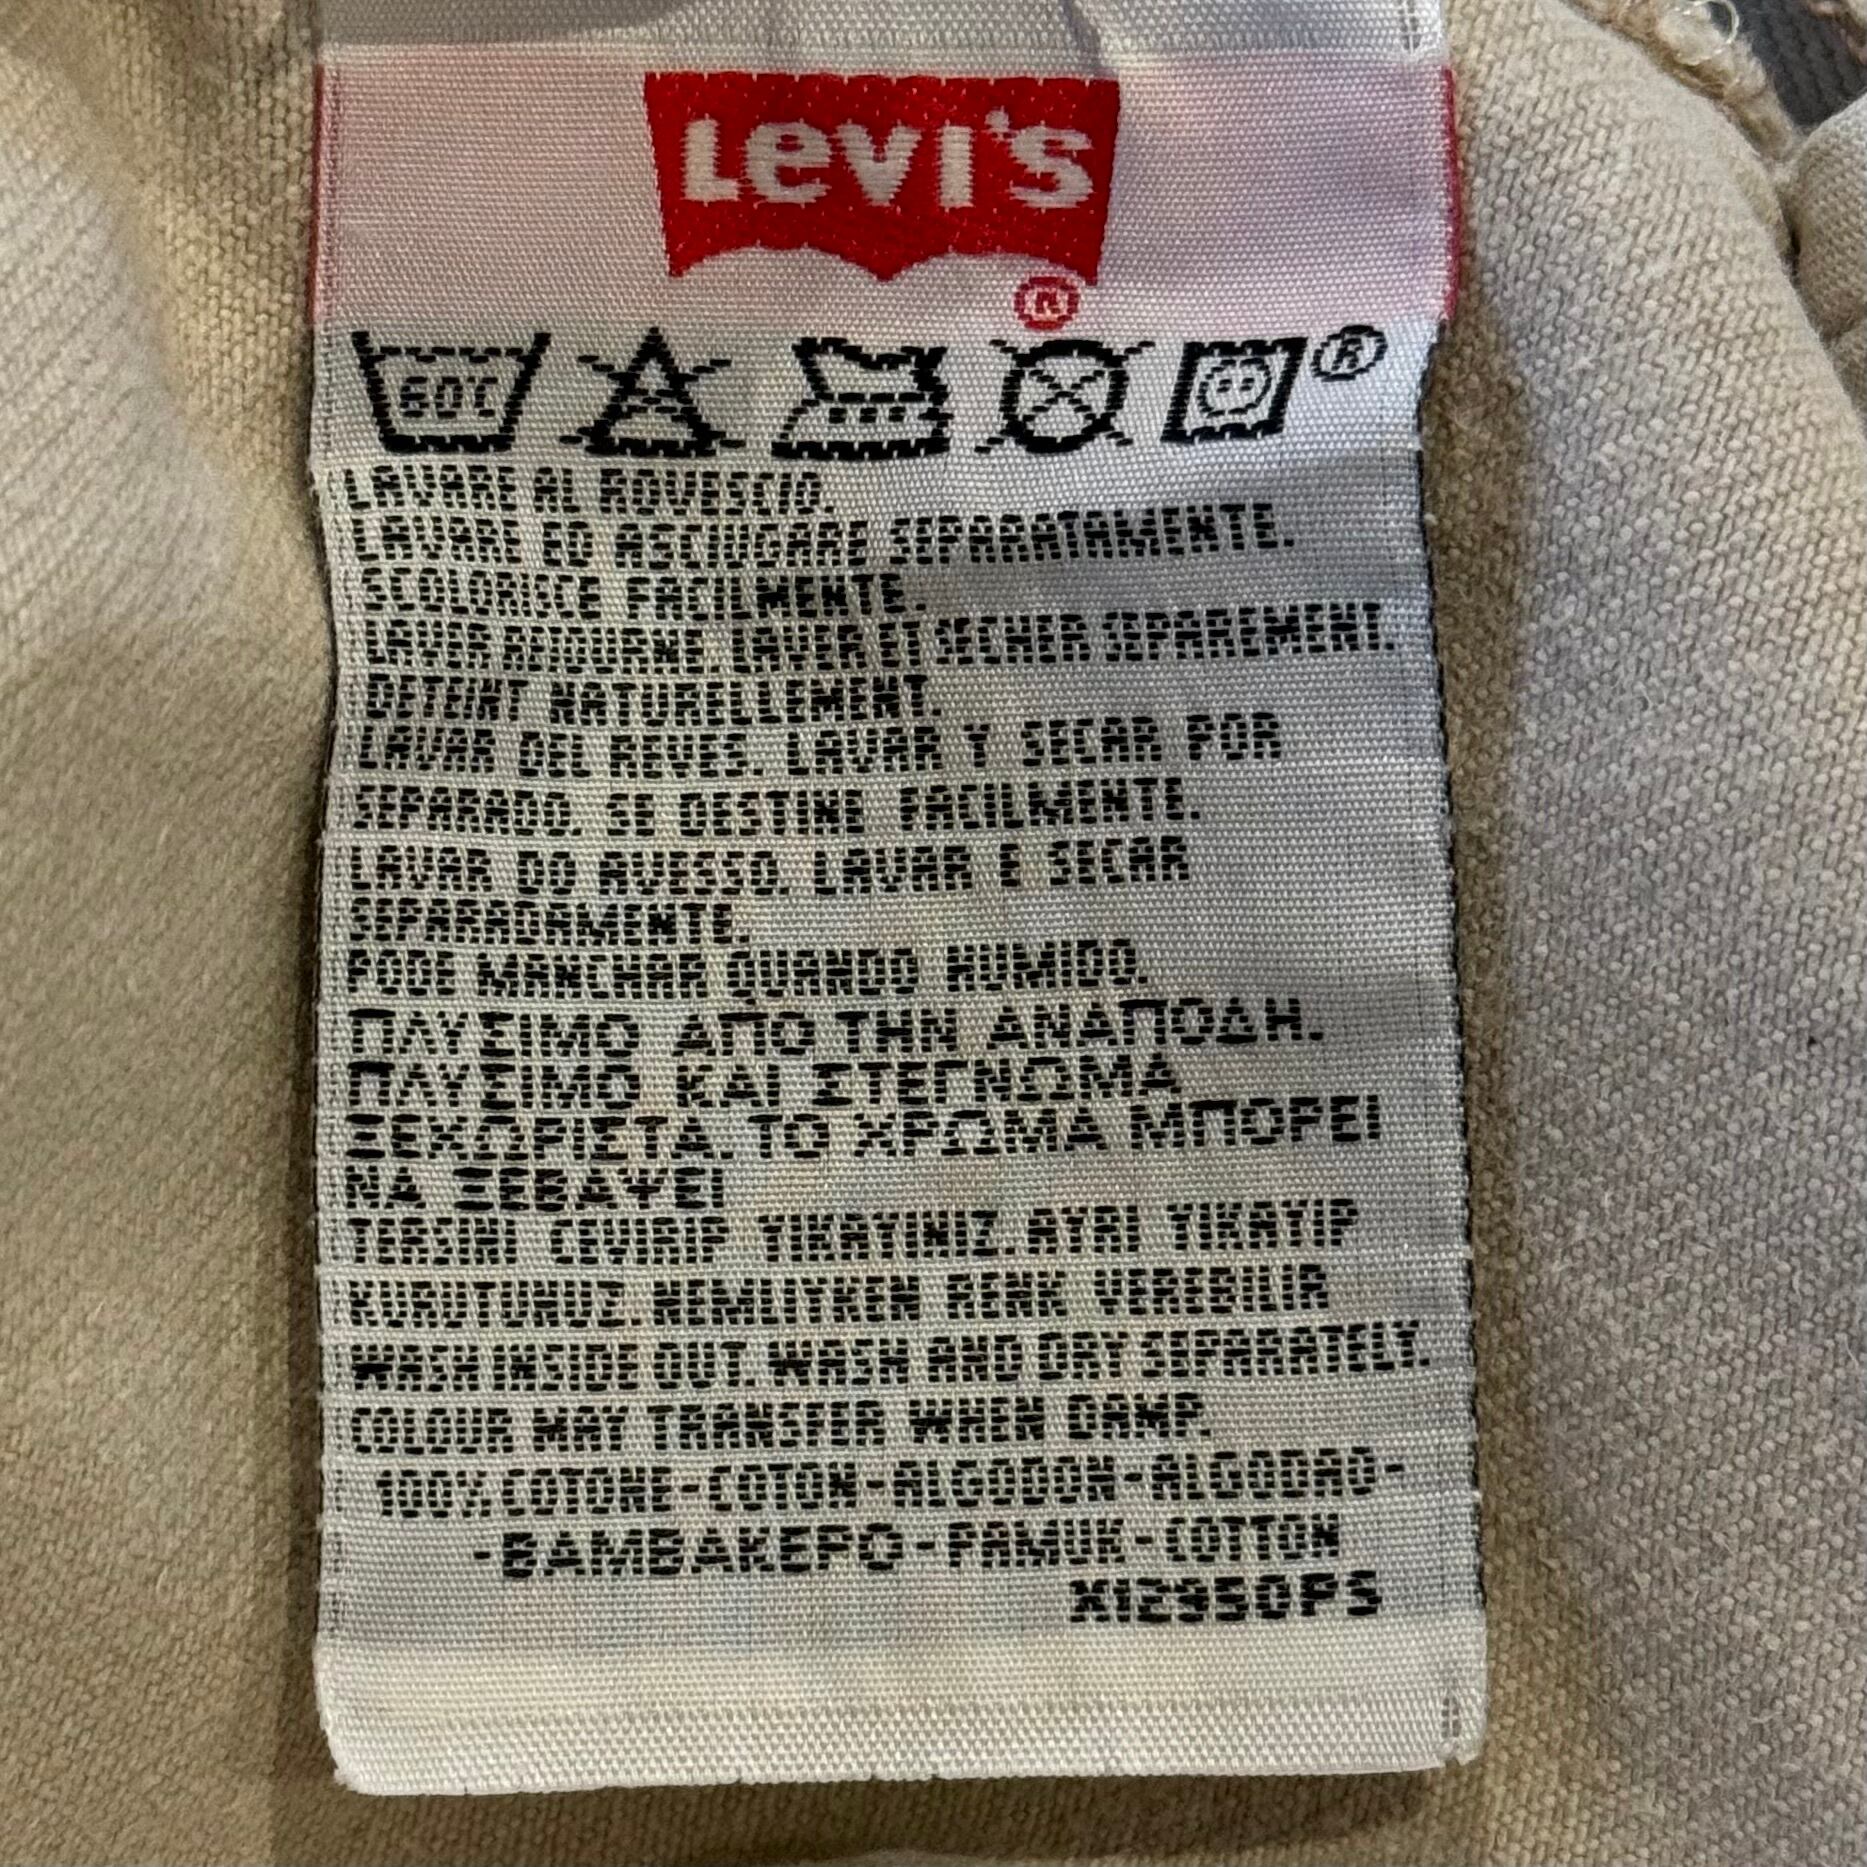 Levi's
®
60°C ®
LAVARE AL ROVESCIO.
LAVARE ED ASCIUGARE SEPARATAMENTE.
SCOLORISCE FACILMENTE.
LAVER RETOURNE. LAVER ET SECHER SEPAREMENT.
DETEINT NATURELLEMENT.
LAVAR DEL REVES. LAVAR Y SECAR POR
SEPARADO. SE DESTINE FACILMENTE.
LAVAR DO AVESSO. LAVAR E SECAR
SEPARADAMENTE.
PODE MANCHAR QUANDO HUMIDO.
ΠΛΥΣΙΜΟ ΑΠΟ ΤΗΝ ΑΝΑΠΟΔΗ.
ΠΛΥΣΙΜΟ ΚΑΙ ΣΤΕΓΝΩΜΑ
ΞΕΧΩΡΙΣΤΑ. ΤΟ ΧΡΩΜΑ ΜΠΟΡΕΙ
ΝΑ ΞΕΒΑΨΕΙ
TERSINI CEVIRIP YIKAYINIZ. AYRI YIKAYIP
KURUTUNUZ. NEMLIYKEN RENK VEREBILIR
WASH INSIDE OUT. WASH AND DRY SEPARATELY.
COLOUR MAY TRANSFER WHEN DAMP.
100% COTONE-COTON-ALGODON-ALGODAO-
-BAMBAKEPO-PAMUK-COTTON
X12950PS